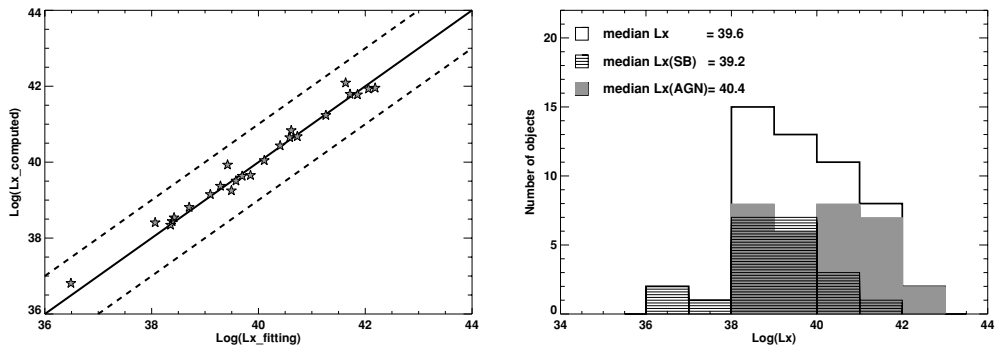 44
42
40
38
36
Log(Lx_computed)
36 38 40 42 44
Log(Lx_fitting)
20
15
10
5
0
Number of objects
median Lx = 39.6
median Lx(SB) = 39.2
median Lx(AGN)= 40.4
34 36 38 40 42 44
Log(Lx)